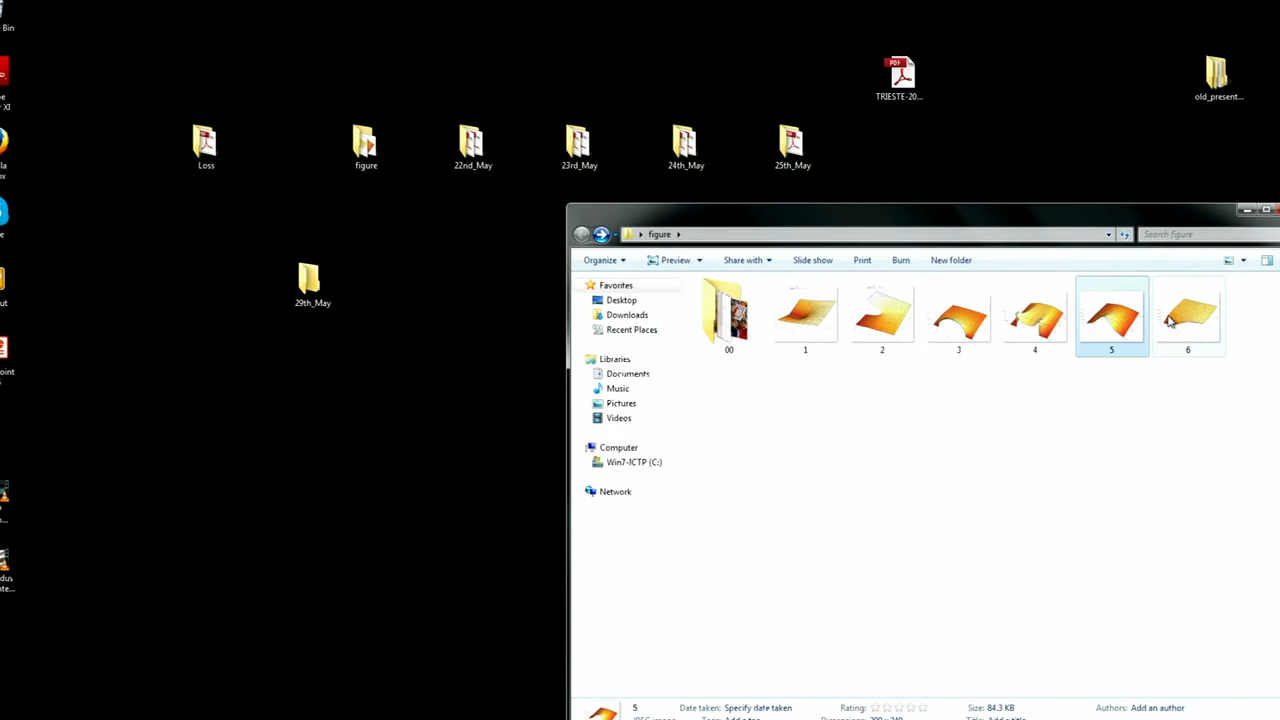 Bin
PDF
TRIESTE-20...
old_present...
XI
Loss
figure
22nd_May
23rd_May
24th_May
25th_May
29th_May
figure
Search figure
Organize
Preview
Share with
Slide show
Print
Burn
New folder
Favorites
Desktop
Downloads
Recent Places
Libraries
Documents
Music
Pictures
Videos
Computer
Win7-ICTP (C:)
Network
00
1
2
3
4
5
6
5
Date taken: Specify date taken
Rating:
Size: 84.3 KB
Authors: Add an author